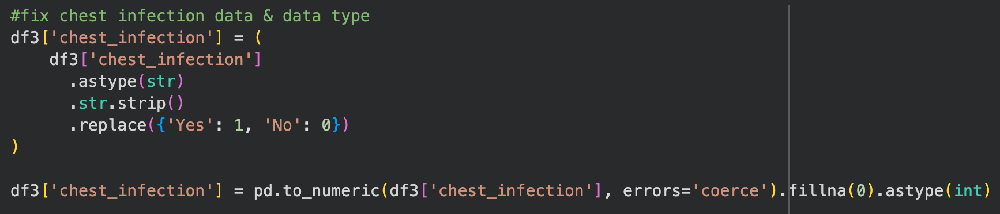 #fix chest infection data & data type
df3['chest_infection'] = (
    df3['chest_infection']
      .astype(str)
      .str.strip()
      .replace({'Yes': 1, 'No': 0})
)

df3['chest_infection'] = pd.to_numeric(df3['chest_infection'], errors='coerce').fillna(0).astype(int)